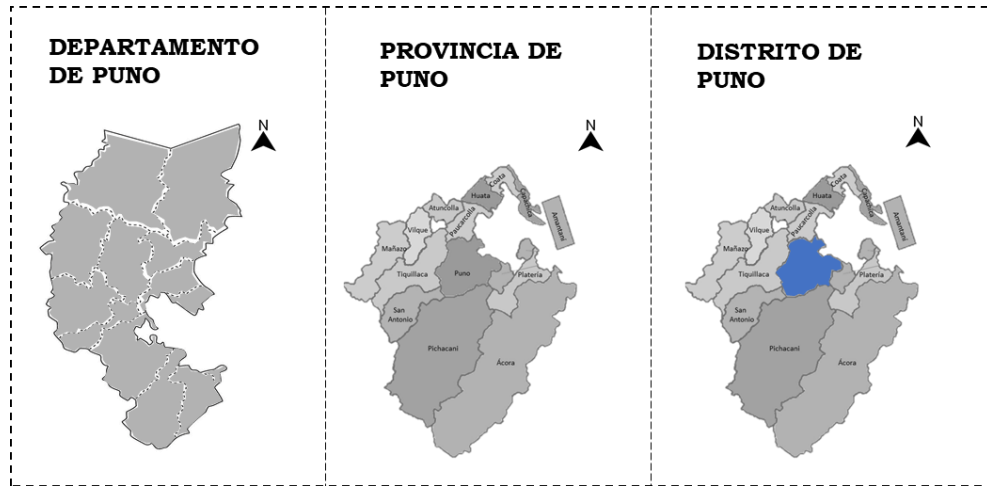 DEPARTAMENTO
DE PUNO
N
PROVINCIA DE
PUNO
N
Coata
Huata
Capachica
Atuncolla
Paucarcolla
Amantani
Vilque
Mañazo
Tiquillaca
Puno
Platería
San
Antonio
Pichacani
Ácora
DISTRITO DE
PUNO
N
Coata
Huata
Capachica
Atuncolla
Paucarcolla
Amantani
Vilque
Mañazo
Tiquillaca
Platería
San
Antonio
Pichacani
Ácora